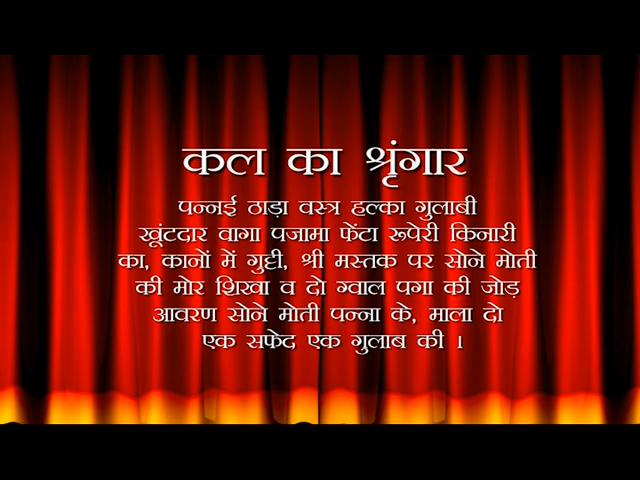 कल का श्रृंगार
पन्नई ठाड़ा वस्त्र हल्का गुलाबी
खूंटदार वागा पजामा फेंटा रूपेरी किनारी
का, कानों में गुद्दी, श्री मस्तक पर सोने मोती
की मोर शिखा व दो ग्वाल पगा की जोड़
आवरण सोने मोती पन्ना के, माला दो
एक सफेद एक गुलाब की ।